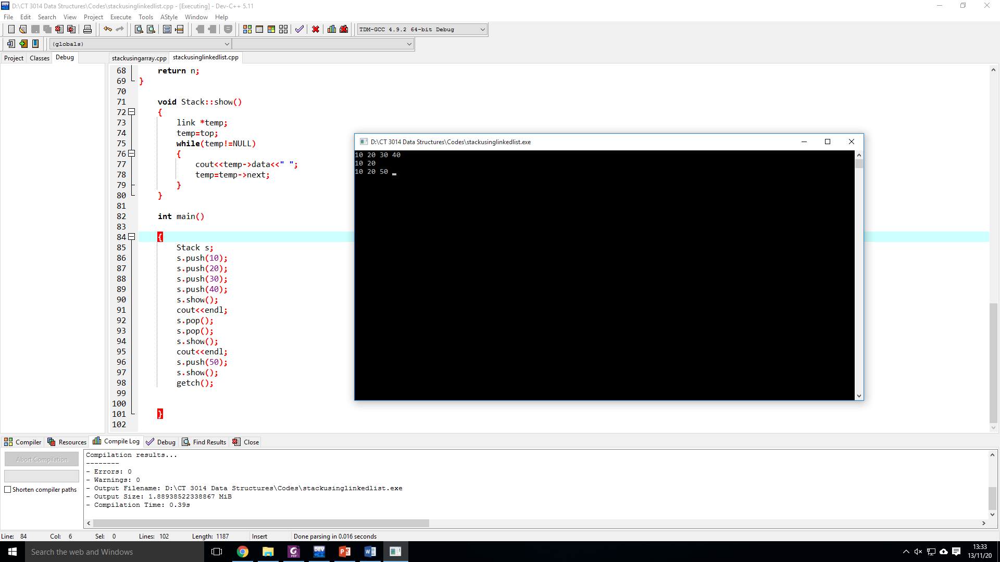 D:\CT 3014 Data Structures\Codes\stackusinglinkedlist.cpp - [Executing] - Dev-C++ 5.11
File Edit Search View Project Execute Tools AStyle Window Help
TDM-GCC 4.9.2 64-bit Debug
(globals)
Project Classes Debug
stackusingarray.cpp stackusinglinkedlist.cpp
68 return n;
69 }
70
71 void Stack::show()
72 {
73 link *temp;
74 temp=top;
75 while(temp!=NULL)
76 {
77 cout<<temp->data<<" ";
78 temp=temp->next;
79 }
80 }
81
82 int main()
83
84 {
85 Stack s;
86 s.push(10);
87 s.push(20);
88 s.push(30);
89 s.push(40);
90 s.show();
91 cout<<endl;
92 s.pop();
93 s.pop();
94 s.show();
95 cout<<endl;
96 s.push(50);
97 s.show();
98 getch();
99
100
101 }
102
D:\CT 3014 Data Structures\Codes\stackusinglinkedlist.exe
10 20 30 40
10 20
10 20 50
Compiler Resources Compile Log Debug Find Results Close
Abort Compilation
Shorten compiler paths
Compilation results...
--------
- Errors: 0
- Warnings: 0
- Output Filename: D:\CT 3014 Data Structures\Codes\stackusinglinkedlist.exe
- Output Size: 1.88938522338867 MiB
- Compilation Time: 0.39s
Line: 84 Col: 6 Sel: 0 Lines: 102 Length: 1187 Insert Done parsing in 0.016 seconds
Search the web and Windows
13:33
13/11/20